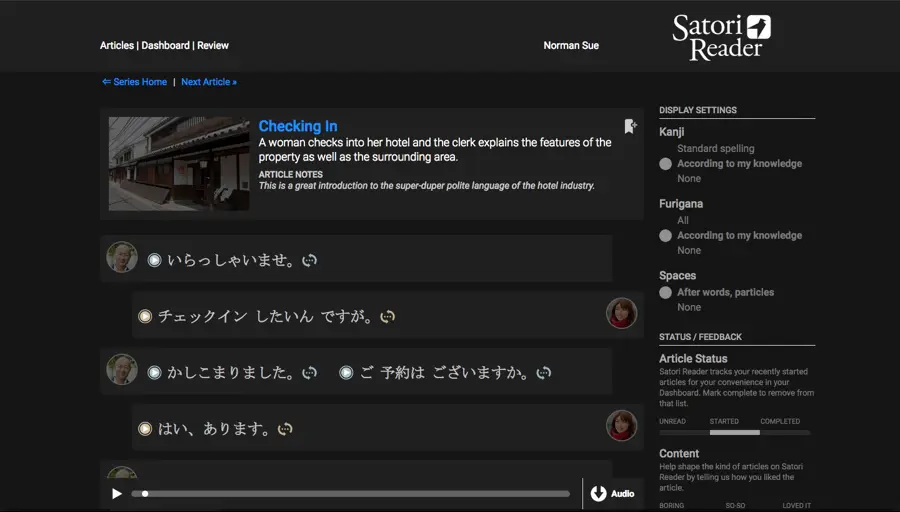 Articles | Dashboard | Review
Norman Sue
Satori
Reader
⇐ Series Home | Next Article »
Checking In
A woman checks into her hotel and the clerk explains the features of the
property as well as the surrounding area.
ARTICLE NOTES
This is a great introduction to the super-duper polite language of the hotel industry.
いらっしゃいませ。
チェックイン したいん ですが。
かしこまりました。 ご 予約は ございますか。
はい、あります。
Audio
DISPLAY SETTINGS
Kanji
Standard spelling
According to my knowledge
None
Furigana
All
According to my knowledge
None
Spaces
After words, particles
None
STATUS / FEEDBACK
Article Status
Satori Reader tracks your recently started
articles for your convenience in your
Dashboard. Mark complete to remove from
that list.
UNREAD STARTED COMPLETED
Content
Help shape the kind of articles on Satori
Reader by telling us how you liked the
article.
BORING SO-SO LOVED IT